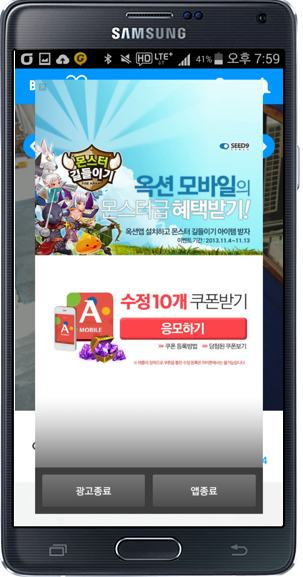 SAMSUNG
HD LTE 41% 오후 7:59
B
몬스터
길들이기
SEED9
옥션 모바일의
몬스터급 혜택받기!
옥션앱 설치하고 몬스터 길들이기 아이템 받자
이벤트 기간 : 2013.11.4~11.13
수정 10개 쿠폰받기
A
MOBILE
응모하기
쿠폰 등록방법 당첨된 쿠폰보기
4
광고종료 앱종료